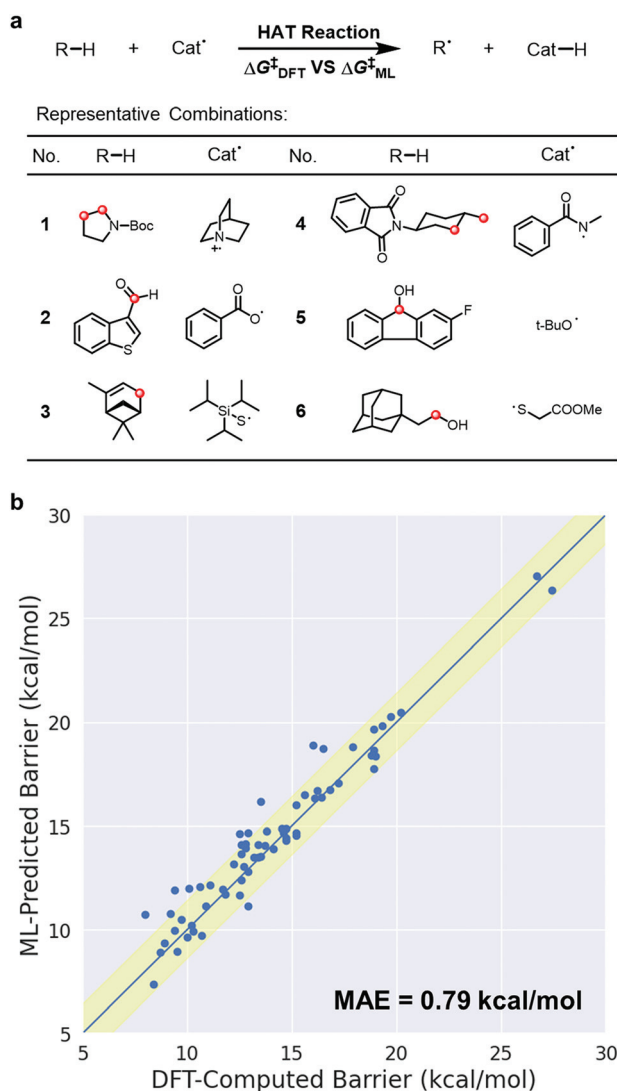 a
HAT Reaction
R–H + Cat• R• + Cat–H
ΔG‡DFT VS ΔG‡ML
Representative Combinations:
No. R–H Cat• No. R–H Cat•
1 N Boc N +• 4 O N O O N •
2 O H S O O• 5 OH F t-BuO•
3 Si S• 6 OH •S COOMe
b
ML-Predicted Barrier (kcal/mol)
30
25
20
15
10
5
MAE = 0.79 kcal/mol
5 10 15 20 25 30
DFT-Computed Barrier (kcal/mol)